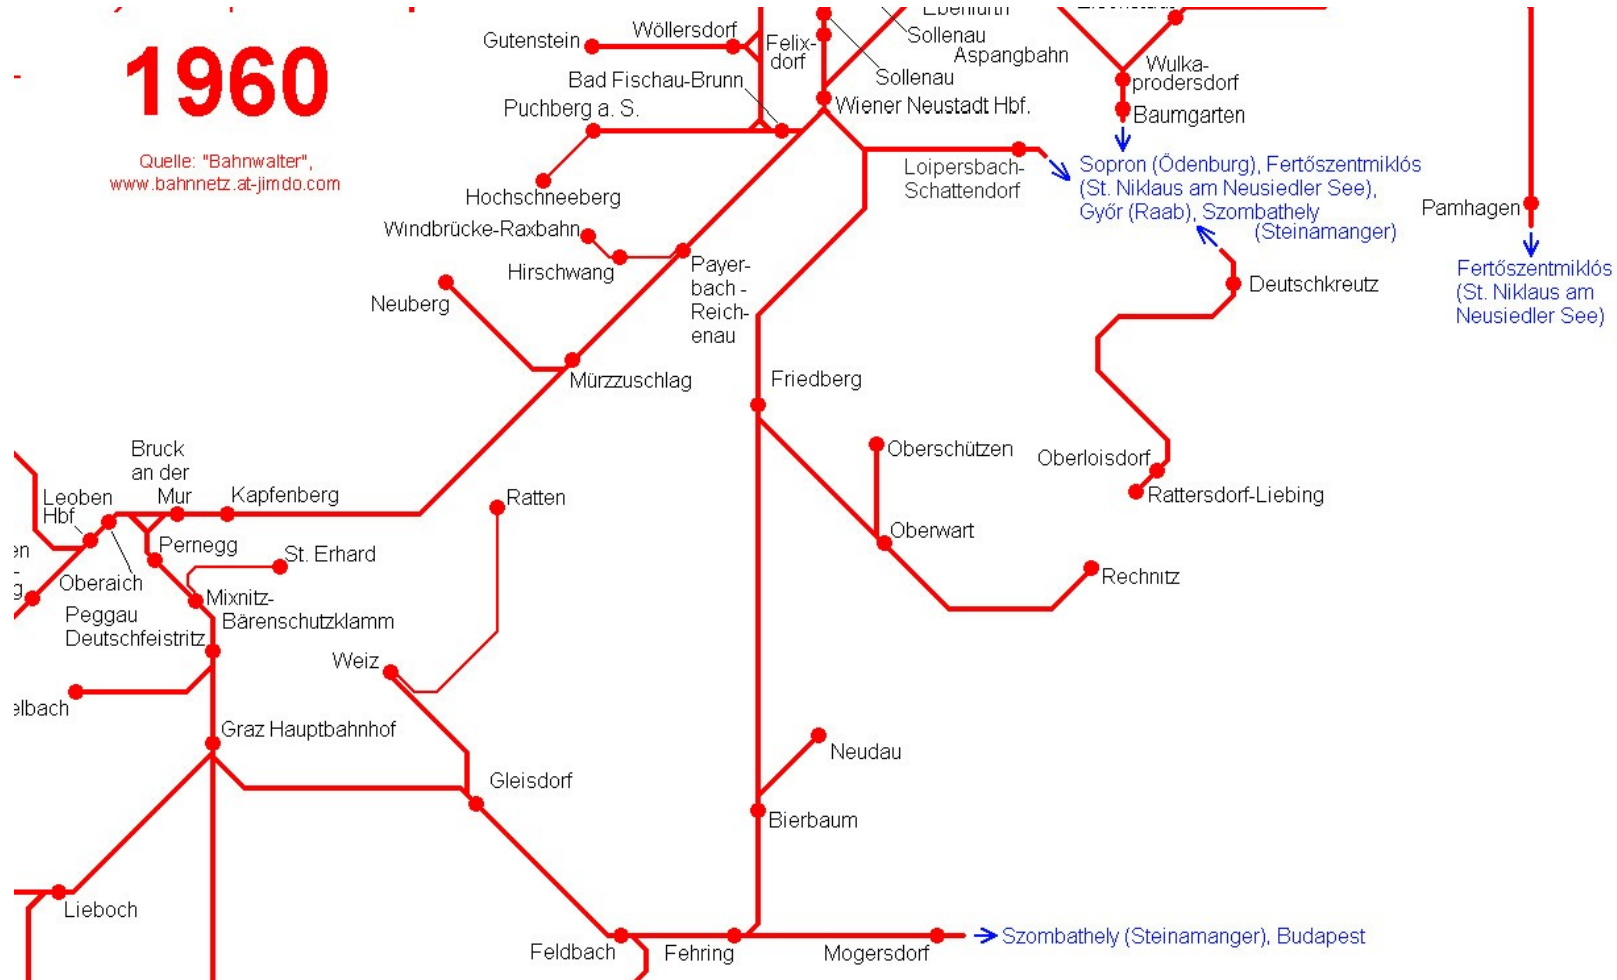 1960
Quelle: "Bahnwalter",
www.bahnnetz.at-jimdo.com
Gutenstein
Wöllersdorf
Felix-
dorf
Bad Fischau-Brunn
Puchberg a. S.
Hochschneeberg
Ebenfurth
Sollenau
Aspangbahn
Sollenau
Wiener Neustadt Hbf.
Wulka-
prodersdorf
Baumgarten
Loipersbach-
Schattendorf
Sopron (Ödenburg), Fertőszentmiklós
(St. Niklaus am Neusiedler See),
Győr (Raab), Szombathely
(Steinamanger)
Pamhagen
Fertőszentmiklós
(St. Niklaus am
Neusiedler See)
Windbrücke-Raxbahn
Hirschwang
Payer-
bach -
Reich-
enau
Neuberg
Mürzzuschlag
Deutschkreutz
Friedberg
Oberschützen
Oberloisdorf
Rattersdorf-Liebing
Oberwart
Rechnitz
Bruck
an der
Mur
Kapfenberg
Leoben
Hbf
Ratten
Pernegg
St. Erhard
Oberaich
Mixnitz-
Bärenschutzklamm
Peggau
Deutschfeistritz
Weiz
elbach
Graz Hauptbahnhof
Gleisdorf
Neudau
Bierbaum
Lieboch
Feldbach
Fehring
Mogersdorf
Szombathely (Steinamanger), Budapest